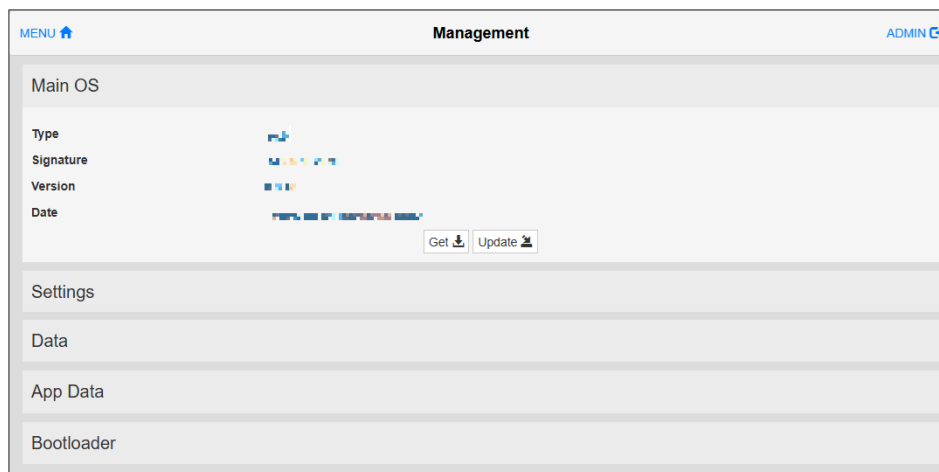 MENU Management ADMIN
Main OS
Type
Signature
Version
Date
Get Update
Settings
Data
App Data
Bootloader